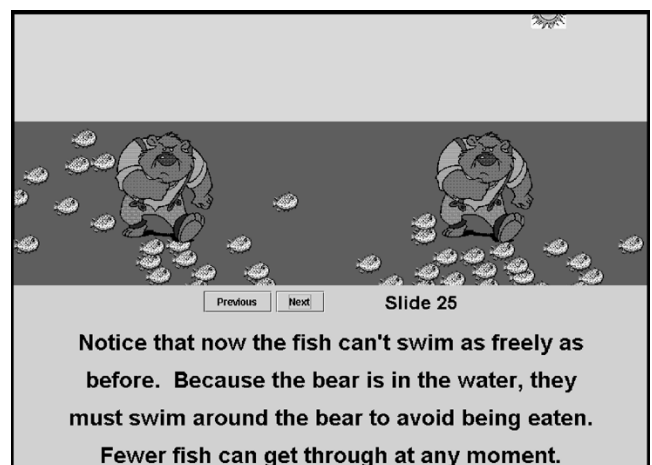 Previous Next Slide 25
Notice that now the fish can't swim as freely as
before.  Because the bear is in the water, they
must swim around the bear to avoid being eaten.
Fewer fish can get through at any moment.